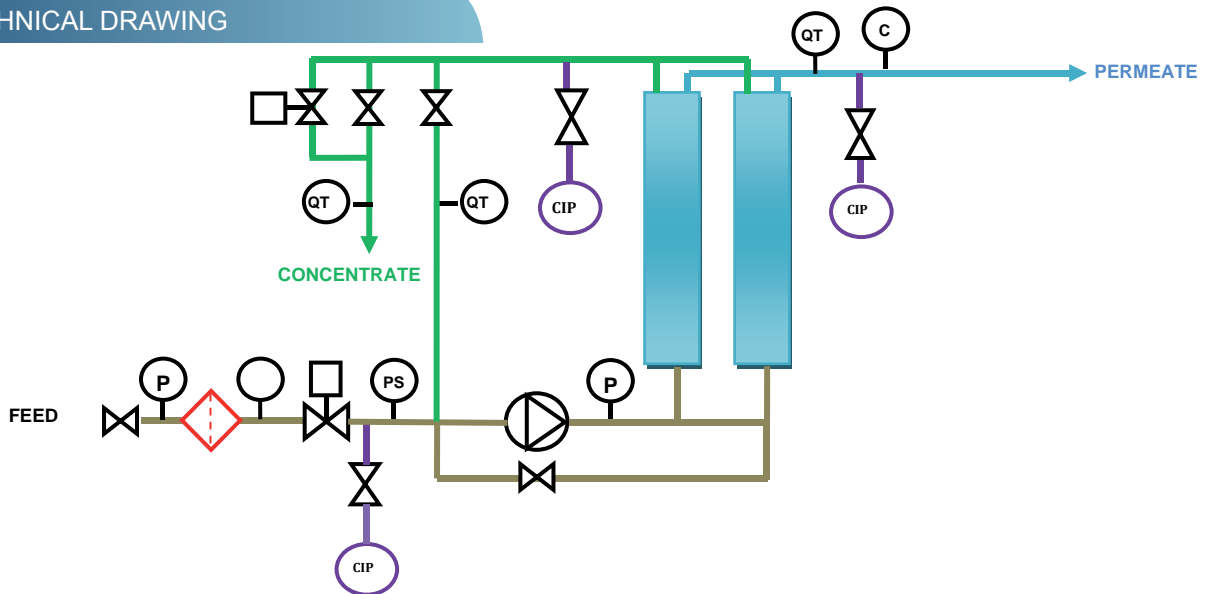 HNICAL DRAWING
QT
C
PERMEATE
QT
QT
CIP
CIP
CONCENTRATE
P
PS
P
FEED
CIP